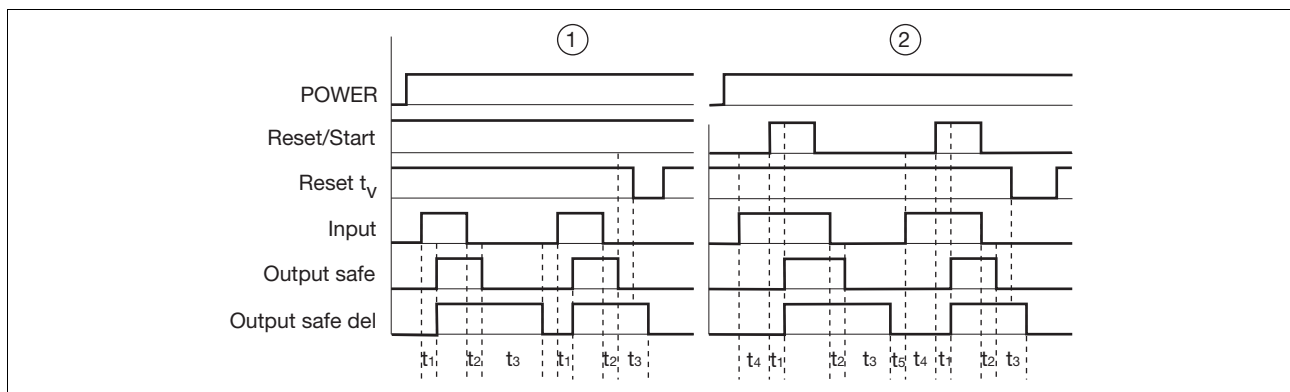 ① ②
POWER
Reset/Start
Reset tV
Input
Output safe
Output safe del
t1 t2 t3 t1 t2 t3 t4 t1 t2 t3 t5 t4 t1 t2 t3